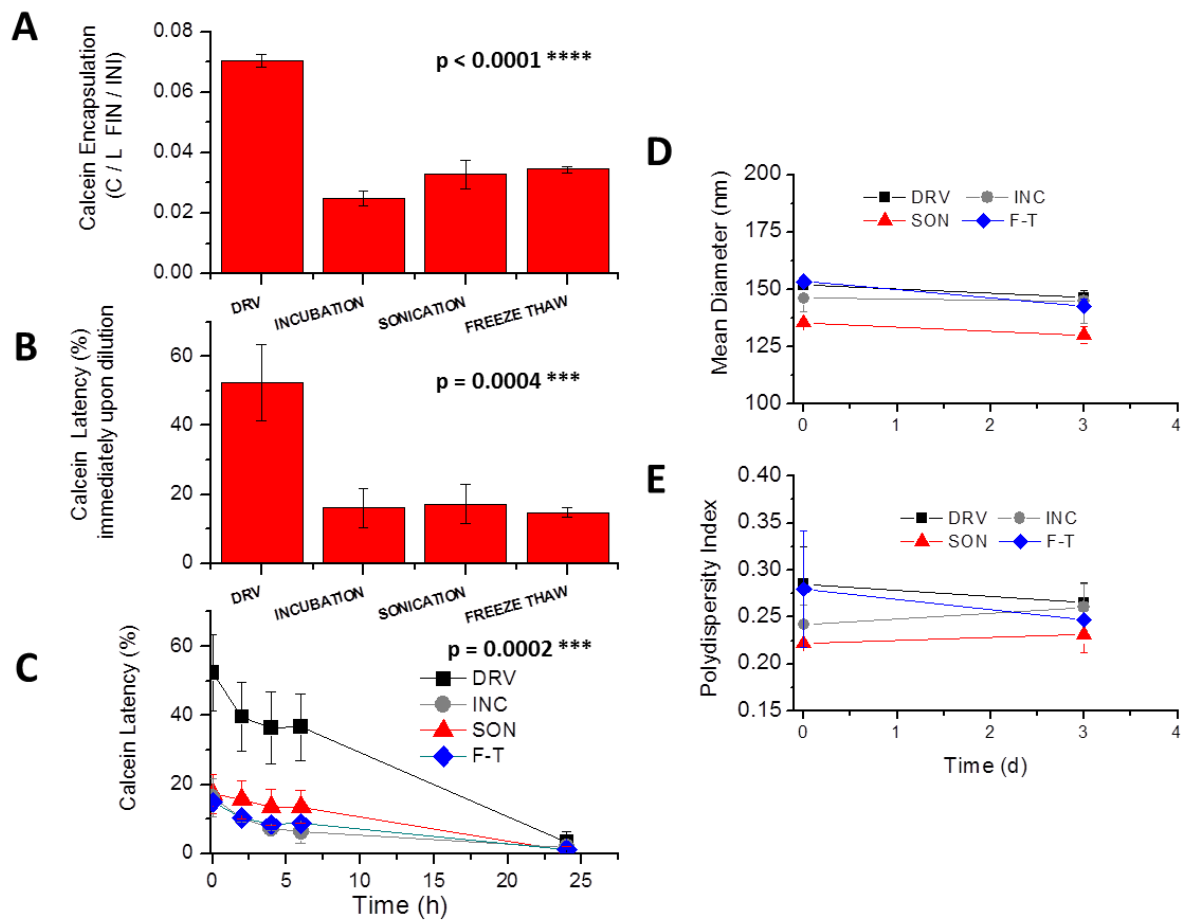 A
Calcein Encapsulation
(C / L FIN / INI)
0.08
0.06
0.04
0.02
0.00
p < 0.0001 ****
DRV
INCUBATION
SONICATION
FREEZE THAW
B
Calcein Latency (%)
immediately upon dilution
60
40
20
0
p = 0.0004 ***
DRV
INCUBATION
SONICATION
FREEZE THAW
C
Calcein Latency (%)
60
40
20
0
p = 0.0002 ***
DRV
INC
SON
F-T
0 5 10 15 20 25
Time (h)
D
Mean Diameter (nm)
200
175
150
125
100
DRV INC
SON F-T
0 1 2 3 4
E
Polydispersity Index
0.40
0.35
0.30
0.25
0.20
0.15
DRV INC
SON F-T
0 1 2 3 4
Time (d)